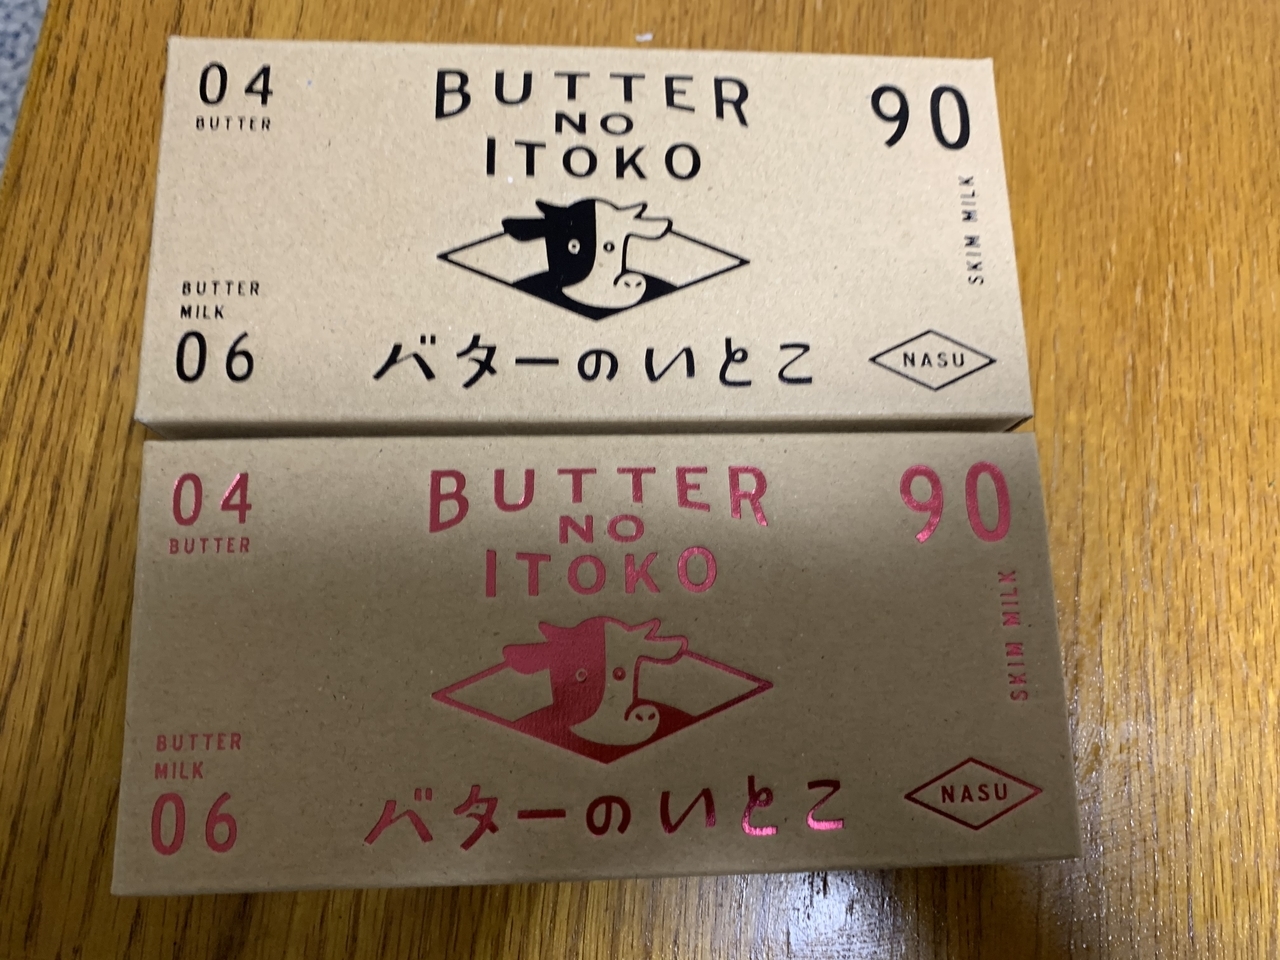 04
BUTTER
BUTTER
NO
ITOKO
90
SKIM MILK
BUTTER
MILK
06
バターのいとこ
NASU
04
BUTTER
BUTTER
NO
ITOKO
90
SKIM MILK
BUTTER
MILK
06
バターのいとこ
NASU